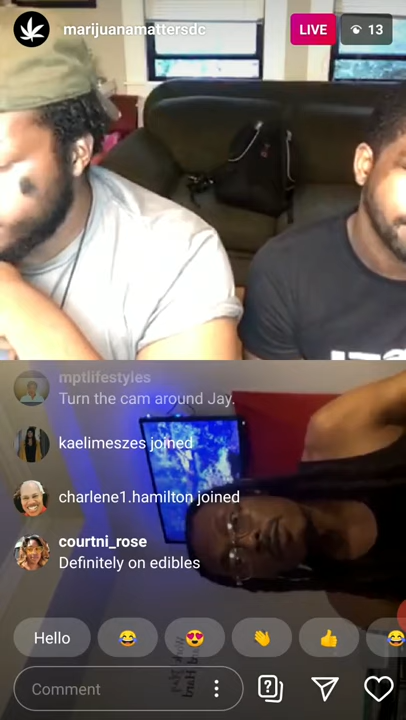 marijuanamattersdc
LIVE
13
mptlifestyles
Turn the cam around Jay.
kaelimeszes joined
charlene1.hamilton joined
courtni_rose
Definitely on edibles
Hello
Comment